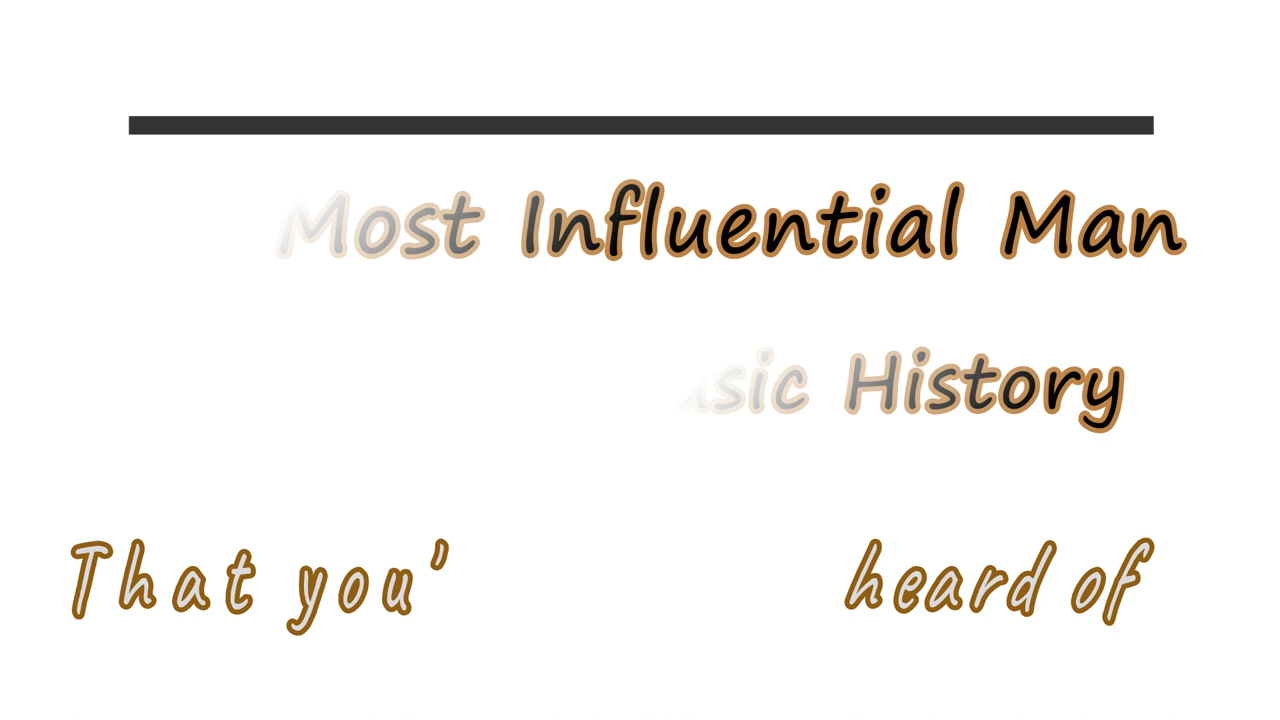 Most Influential Man
sic History
That you' heard of